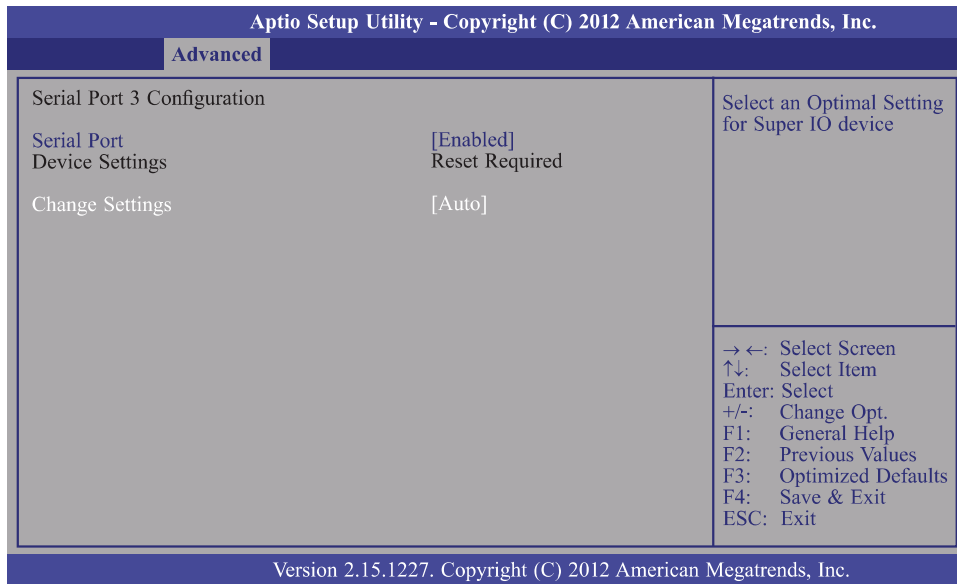 Aptio Setup Utility - Copyright (C) 2012 American Megatrends, Inc.
Advanced
Serial Port 3 Configuration
Serial Port [Enabled]
Device Settings Reset Required
Change Settings [Auto]
Select an Optimal Setting
for Super IO device
→ ←: Select Screen
↑↓: Select Item
Enter: Select
+/-: Change Opt.
F1: General Help
F2: Previous Values
F3: Optimized Defaults
F4: Save & Exit
ESC: Exit
Version 2.15.1227. Copyright (C) 2012 American Megatrends, Inc.